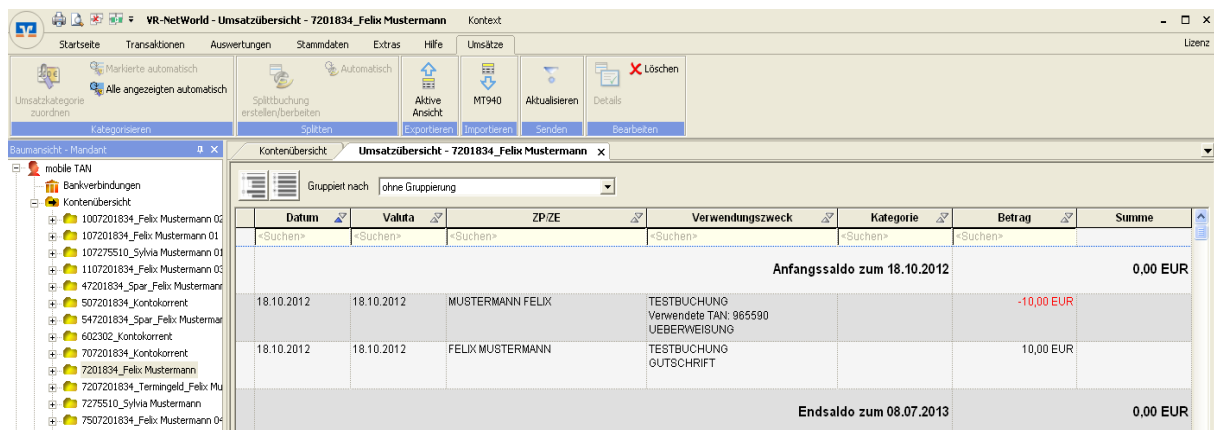 VR-NetWorld - Umsatzübersicht - 7201834_Felix Mustermann Kontext
Startseite Transaktionen Auswertungen Stammdaten Extras Hilfe Umsätze Lizenz
Umsatzkategorie zuordnen
Markierte automatisch
Alle angezeigten automatisch
Kategorisieren
Splittbuchung erstellen/berbeiten
Automatisch
Splitten
Aktive Ansicht
Exportieren
MT940
Importieren
Aktualisieren
Senden
Details
Löschen
Bearbeiten
Baumansicht - Mandant
mobile TAN
Bankverbindungen
Kontenübersicht
1007201834_Felix Mustermann 02
107201834_Felix Mustermann 01
107275510_Sylvia Mustermann 01
1107201834_Felix Mustermann 03
47201834_Spar_Felix Mustermann
507201834_Kontokorrent
547201834_Spar_Felix Mustermar
602302_Kontokorrent
707201834_Kontokorrent
7201834_Felix Mustermann
7207201834_Termingeld_Felix Mu
7275510_Sylvia Mustermann
7507201834_Felix Mustermann 04
Kontenübersicht Umsatzübersicht - 7201834_Felix Mustermann x
Gruppiert nach ohne Gruppierung
Datum Valuta ZP/ZE Verwendungszweck Kategorie Betrag Summe
<Suchen> <Suchen> <Suchen> <Suchen> <Suchen> <Suchen>
Anfangssaldo zum 18.10.2012 0,00 EUR
18.10.2012 18.10.2012 MUSTERMANN FELIX TESTBUCHUNG -10,00 EUR
Verwendete TAN: 965590
UEBERWEISUNG
18.10.2012 18.10.2012 FELIX MUSTERMANN TESTBUCHUNG 10,00 EUR
GUTSCHRIFT
Endsaldo zum 08.07.2013 0,00 EUR